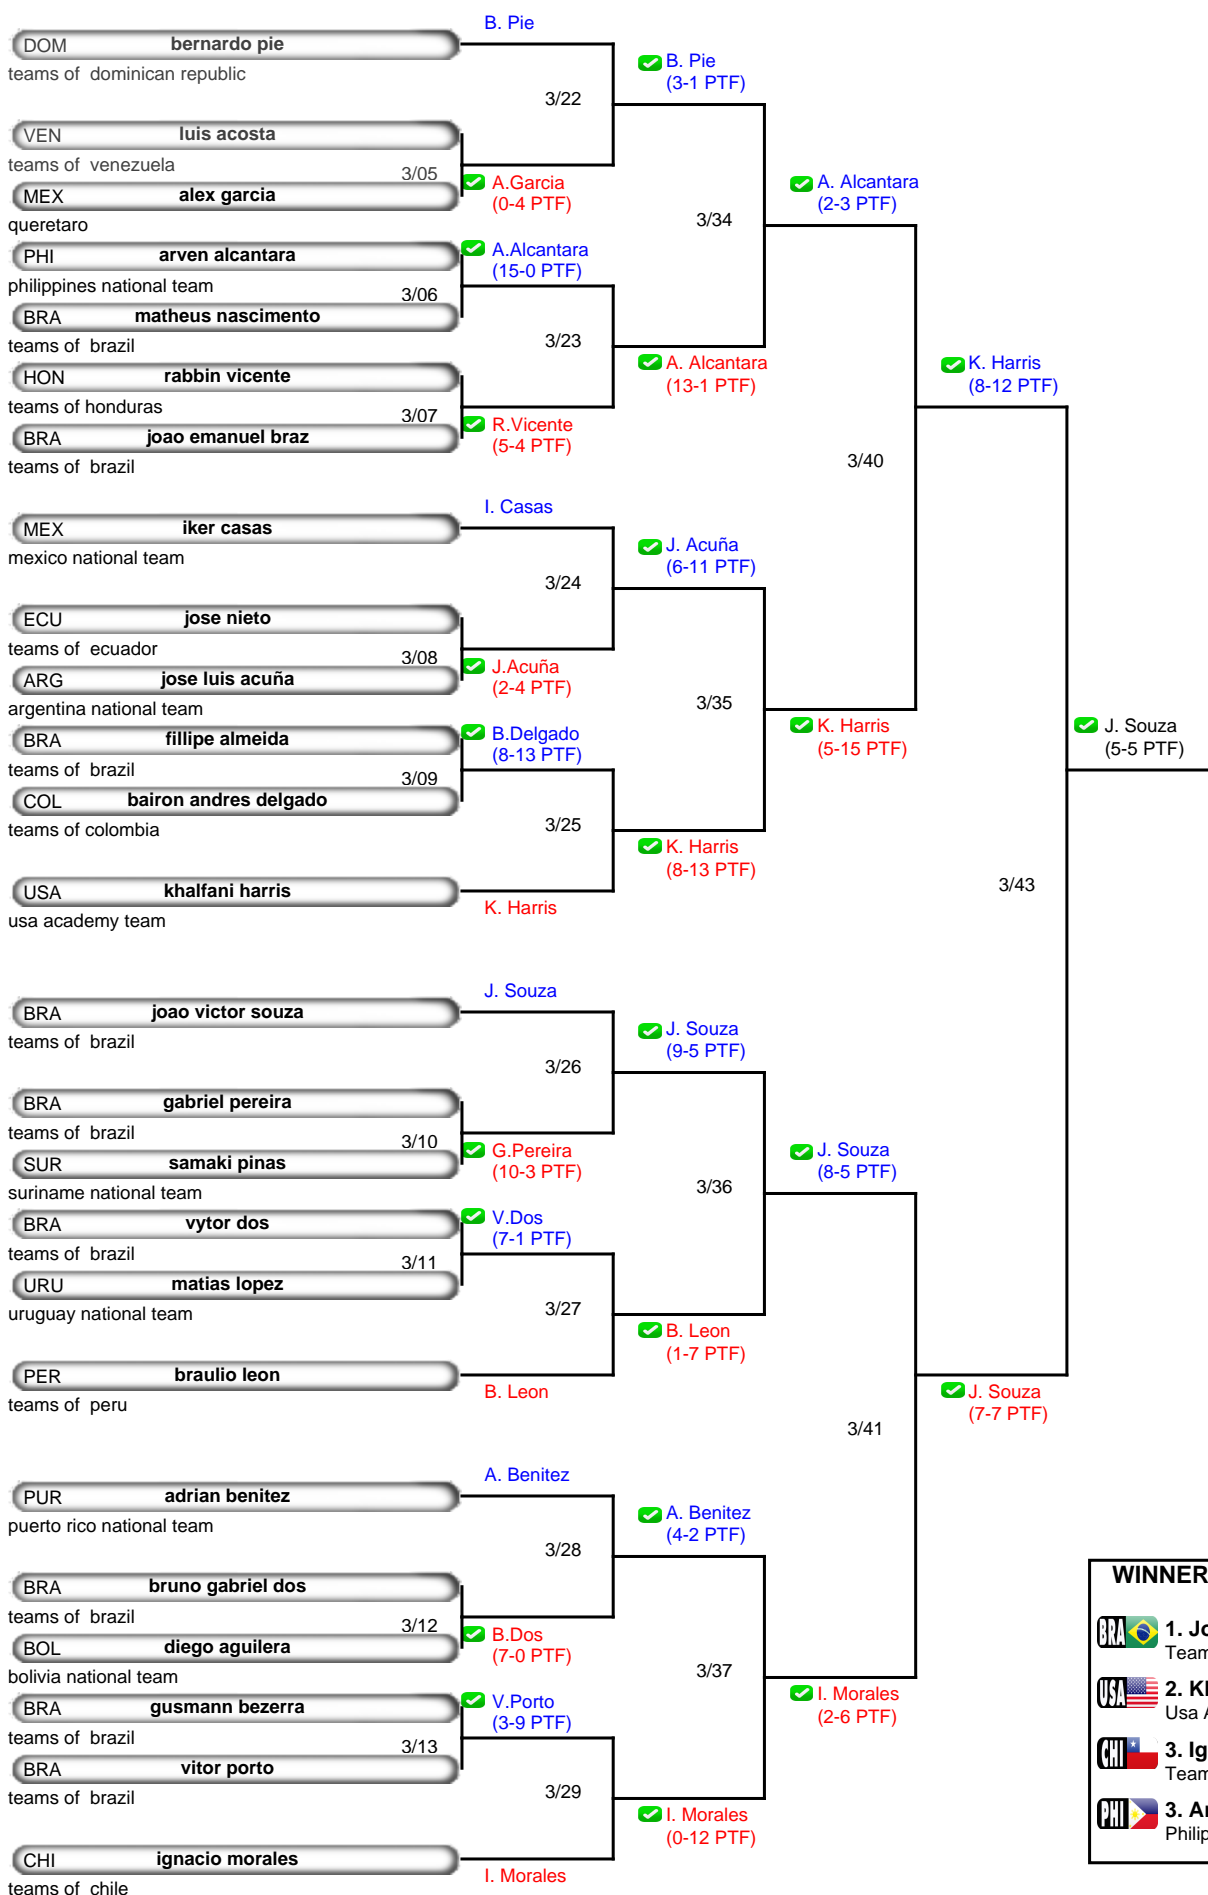 B. Pie
DOM bernardo pie
teams of dominican republic
B. Pie
(3-1 PTF)
3/22
VEN luis acosta
teams of venezuela
3/05
A.Garcia
(0-4 PTF)
MEX alex garcia
queretaro
A. Alcantara
(2-3 PTF)
3/34
PHI arven alcantara
philippines national team
A.Alcantara
(15-0 PTF)
3/06
BRA matheus nascimento
teams of brazil
3/23
A. Alcantara
(13-1 PTF)
HON rabbin vicente
teams of honduras
3/07
BRA joao emanuel braz
teams of brazil
R.Vicente
(5-4 PTF)
K. Harris
(8-12 PTF)
3/40
I. Casas
MEX iker casas
mexico national team
J. Acuña
(6-11 PTF)
3/24
ECU jose nieto
teams of ecuador
3/08
J.Acuña
(2-4 PTF)
ARG jose luis acuña
argentina national team
3/35
BRA fillipe almeida
teams of brazil
B.Delgado
(8-13 PTF)
K. Harris
(5-15 PTF)
J. Souza
(5-5 PTF)
3/09
COL bairon andres delgado
teams of colombia
3/25
K. Harris
(8-13 PTF)
USA khalfani harris
usa academy team
K. Harris
3/43
J. Souza
BRA joao victor souza
teams of brazil
J. Souza
(9-5 PTF)
3/26
BRA gabriel pereira
teams of brazil
3/10
G.Pereira
(10-3 PTF)
SUR samaki pinas
suriname national team
J. Souza
(8-5 PTF)
3/36
BRA vytor dos
teams of brazil
V.Dos
(7-1 PTF)
3/11
URU matias lopez
uruguay national team
3/27
B. Leon
(1-7 PTF)
PER braulio leon
teams of peru
B. Leon
J. Souza
(7-7 PTF)
3/41
A. Benitez
PUR adrian benitez
puerto rico national team
A. Benitez
(4-2 PTF)
3/28
BRA bruno gabriel dos
teams of brazil
3/12
B.Dos
(7-0 PTF)
BOL diego aguilera
bolivia national team
3/37
BRA gusmann bezerra
teams of brazil
V.Porto
(3-9 PTF)
I. Morales
(2-6 PTF)
3/13
BRA vitor porto
teams of brazil
3/29
I. Morales
(0-12 PTF)
CHI ignacio morales
teams of chile
I. Morales
WINNER
BRA 1. Jo
Team
USA 2. Kl
Usa A
CHI 3. Ig
Team
PHI 3. Ar
Philip